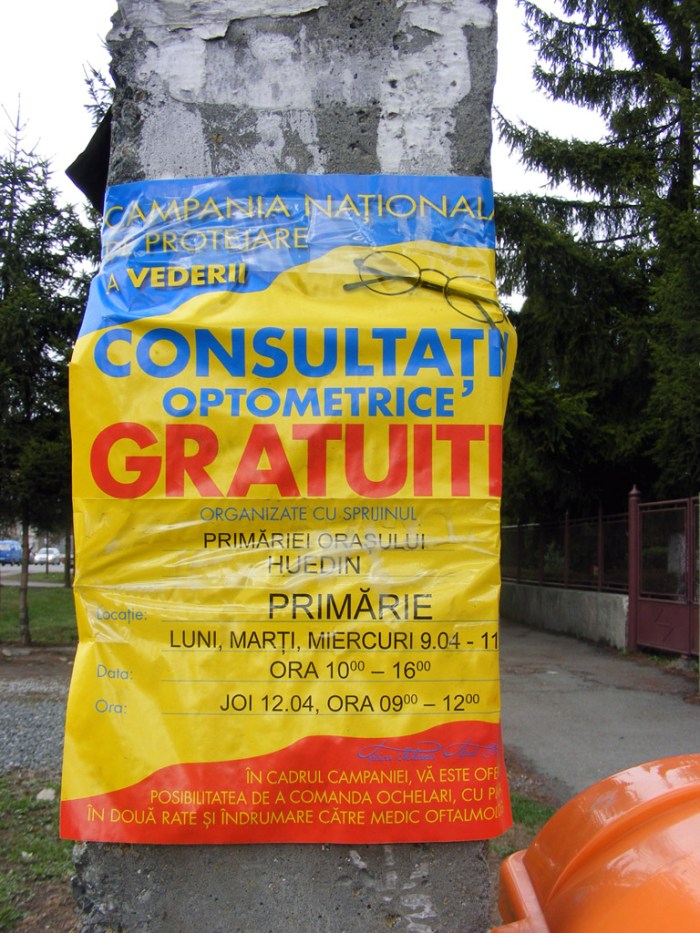 CAMPANIA NAȚIONALĂ
DE PROTEJARE
A VEDERII
CONSULTAȚII
OPTOMETRICE
GRATUITE
ORGANIZATE CU SPRIJINUL
PRIMĂRIEI ORAȘULUI
HUEDIN
Locație: PRIMĂRIE
LUNI, MARȚI, MIERCURI 9.04 - 11
Data: ORA 10⁰⁰ – 16⁰⁰
Ora: JOI 12.04, ORA 09⁰⁰ – 12⁰⁰
ÎN CADRUL CAMPANIEI, VĂ ESTE OFE
POSIBILITATEA DE A COMANDA OCHELARI, CU
ÎN DOUĂ RATE ȘI ÎNDRUMARE CĂTRE MEDIC OFTALMOL